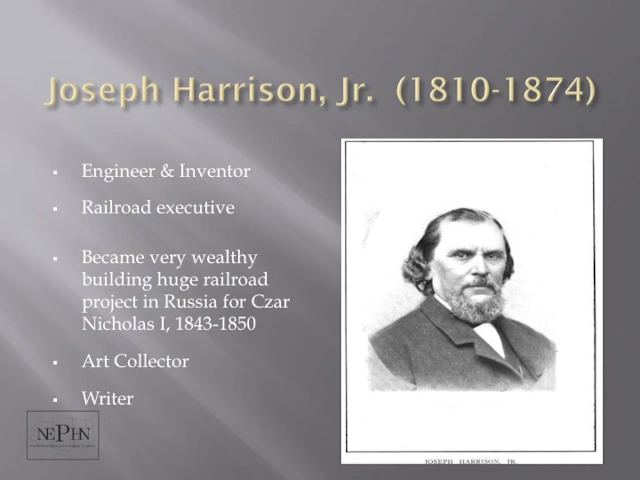 Joseph Harrison, Jr. (1810-1874)
▪ Engineer & Inventor
▪ Railroad executive
▪ Became very wealthy
building huge railroad
project in Russia for Czar
Nicholas I, 1843-1850
▪ Art Collector
▪ Writer
NEPHN
JOSEPH HARRISON, JR.